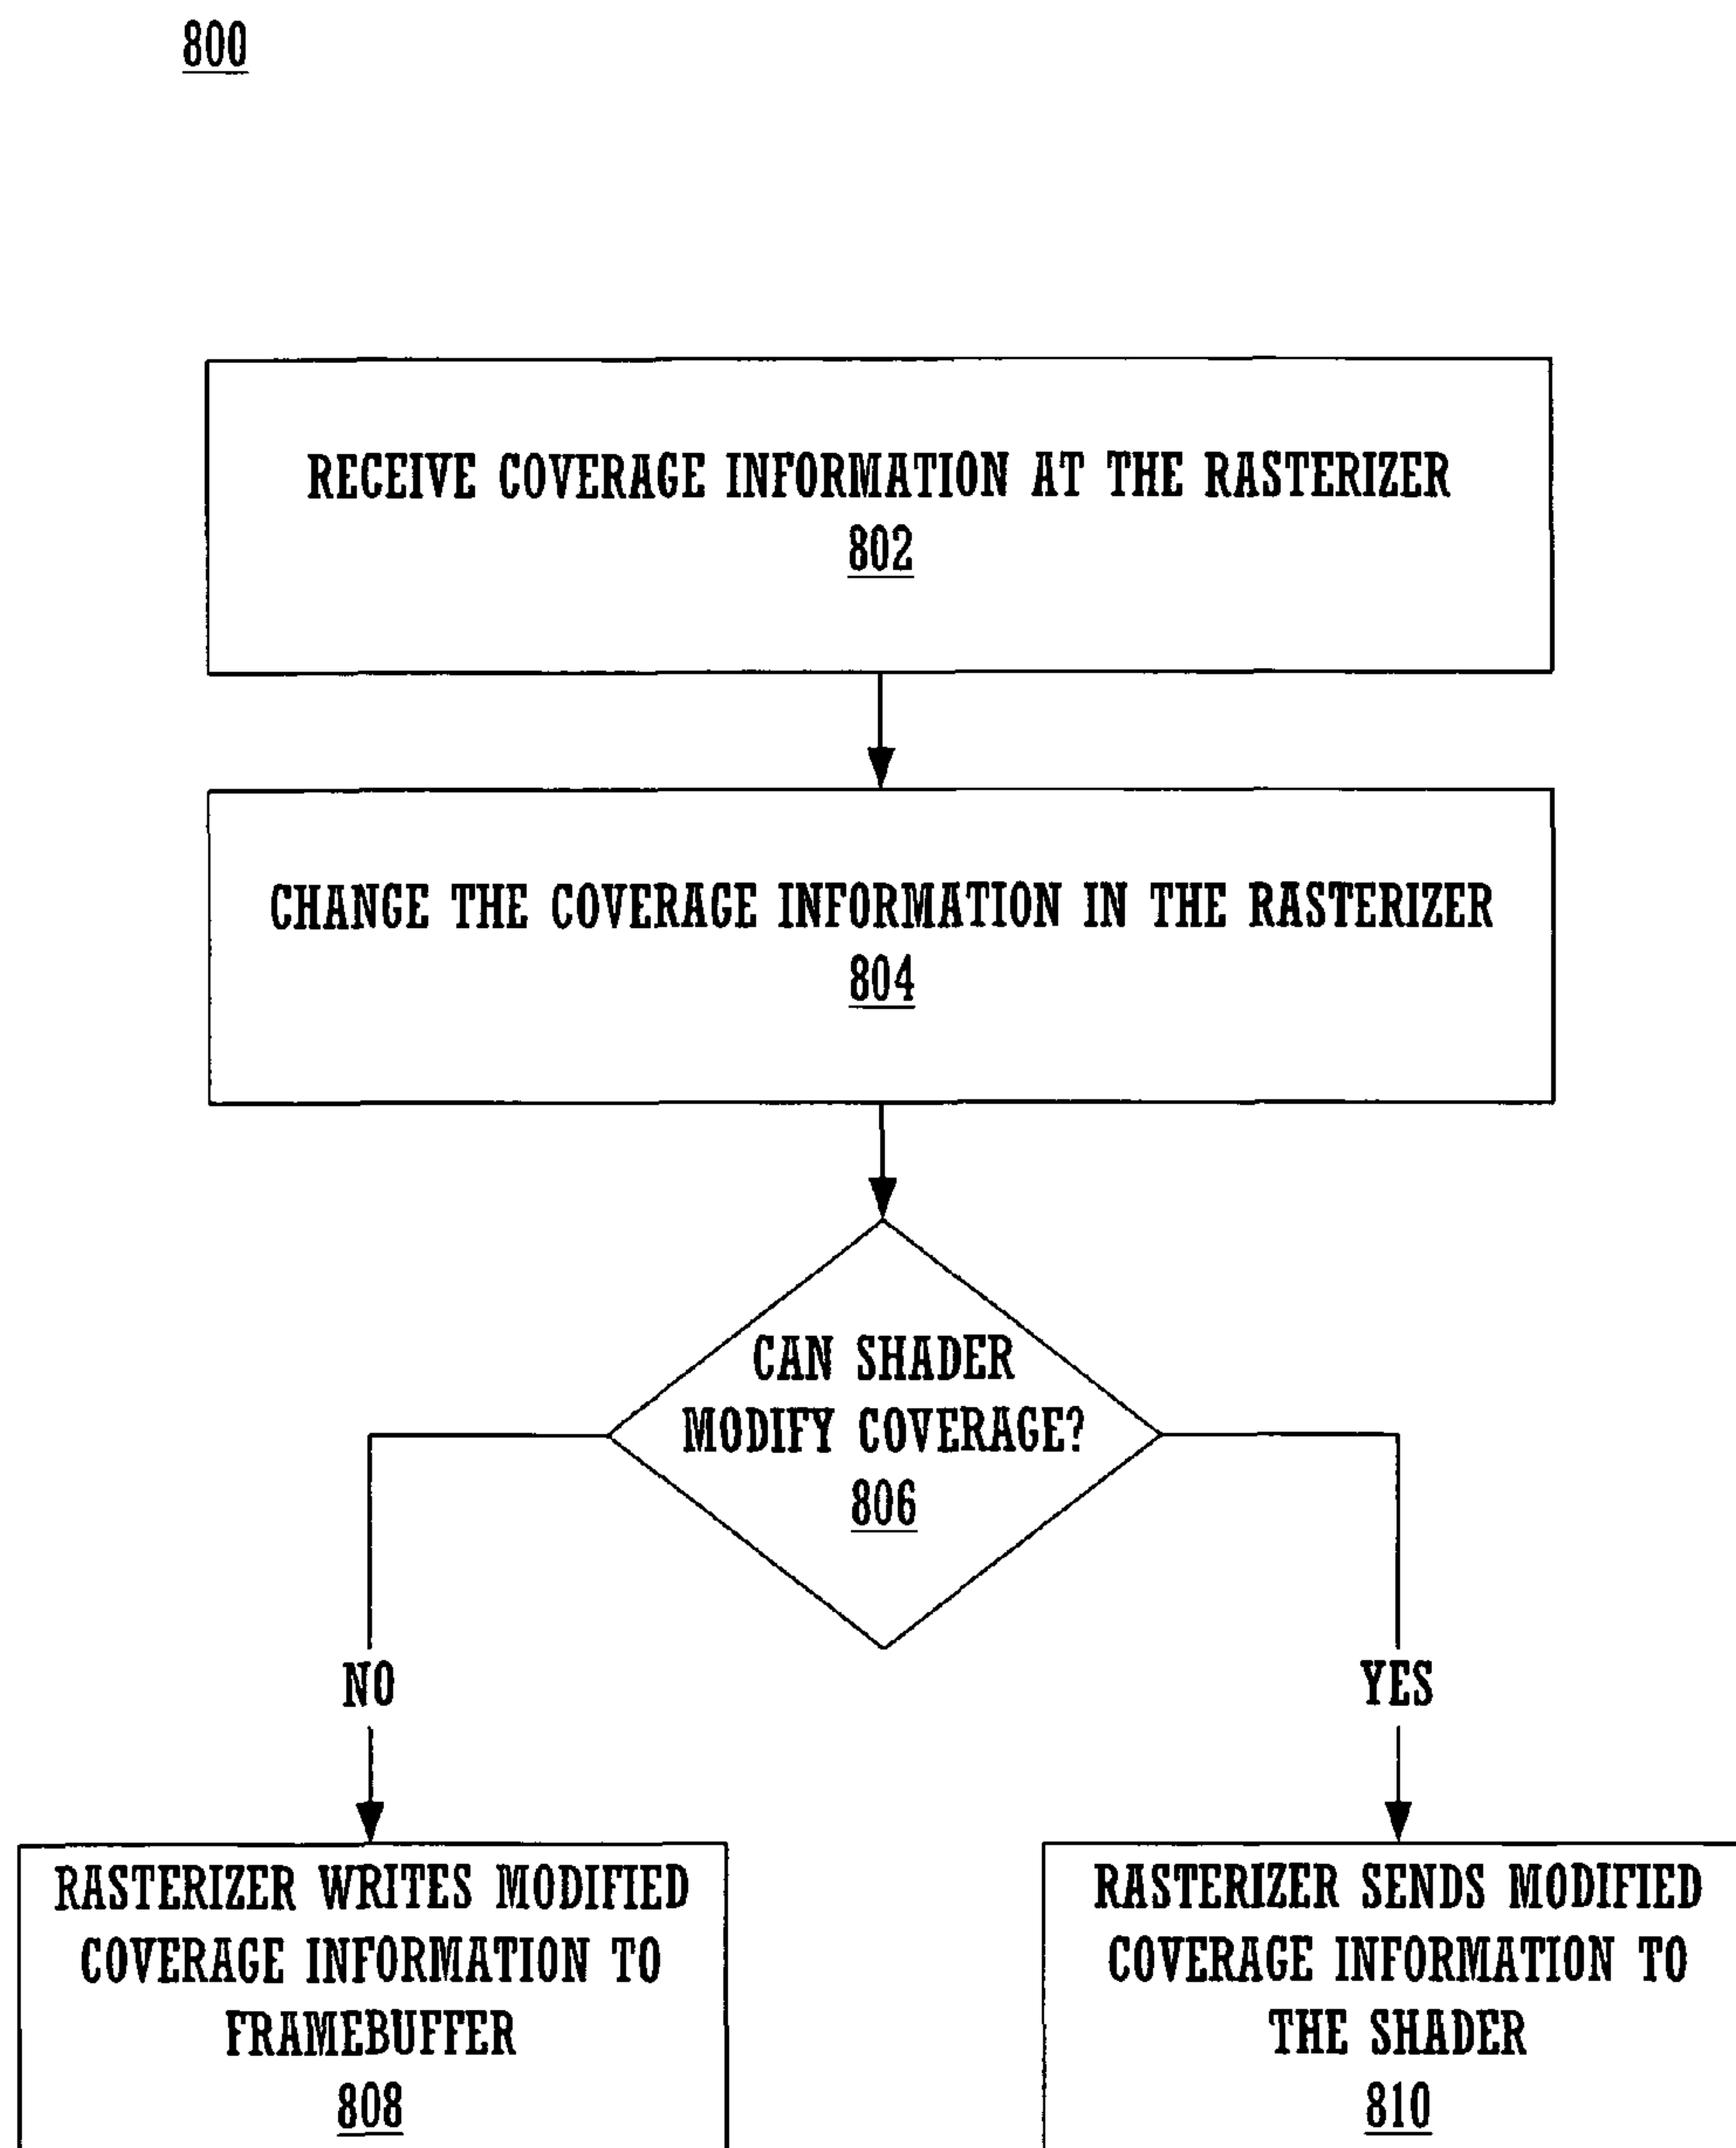 800
RECEIVE COVERAGE INFORMATION AT THE RASTERIZER
802
CHANGE THE COVERAGE INFORMATION IN THE RASTERIZER
804
CAN SHADER
MODIFY COVERAGE?
806
NO
YES
RASTERIZER WRITES MODIFIED
COVERAGE INFORMATION TO
FRAMEBUFFER
808
RASTERIZER SENDS MODIFIED
COVERAGE INFORMATION TO
THE SHADER
810